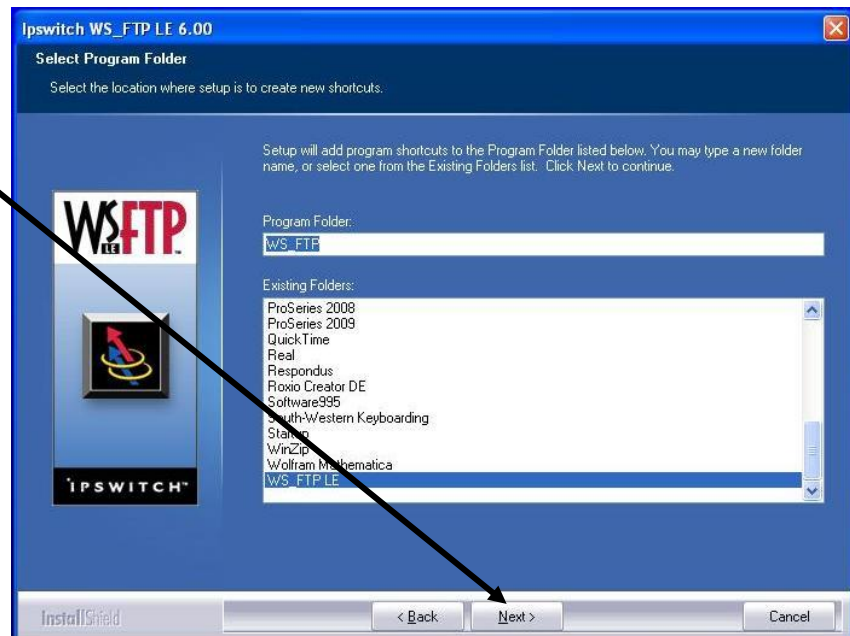 Ipswitch WS_FTP LE 6.00
Select Program Folder
Select the location where setup is to create new shortcuts.
Setup will add program shortcuts to the Program Folder listed below. You may type a new folder
name, or select one from the Existing Folders list. Click Next to continue.
WS FTP
LE
Program Folder:
WS_FTP
Existing Folders:
ProSeries 2008
ProSeries 2009
QuickTime
Real
Respondus
Roxio Creator DE
Software995
South-Western Keyboarding
Startup
WinZip
Wolfram Mathematica
WS_FTP LE
IPSWITCH
InstallShield
< Back
Next >
Cancel